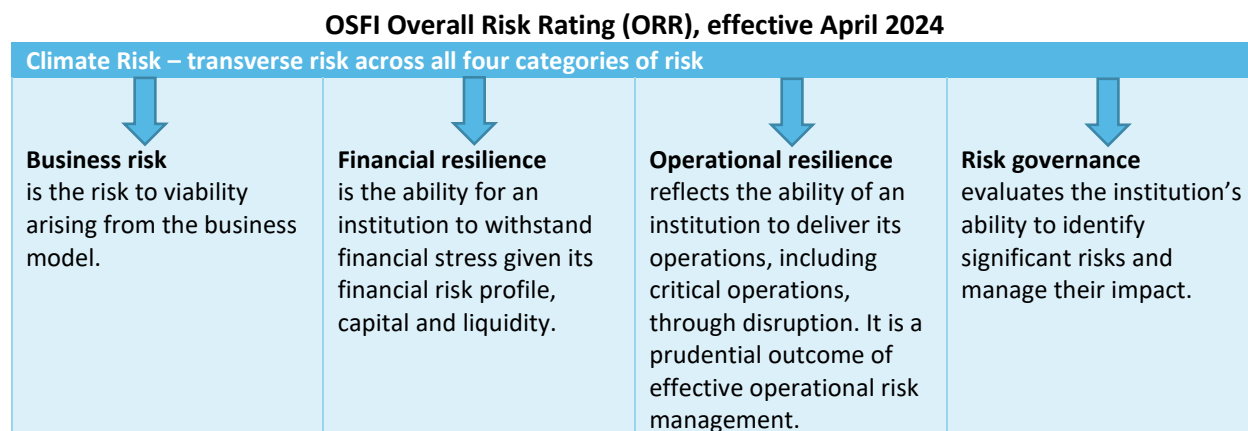 OSFI Overall Risk Rating (ORR), effective April 2024
Climate Risk – transverse risk across all four categories of risk
Business risk
is the risk to viability
arising from the business
model.
Financial resilience
is the ability for an
institution to withstand
financial stress given its
financial risk profile,
capital and liquidity.
Operational resilience
reflects the ability of an
institution to deliver its
operations, including
critical operations,
through disruption. It is a
prudential outcome of
effective operational risk
management.
Risk governance
evaluates the institution’s
ability to identify
significant risks and
manage their impact.